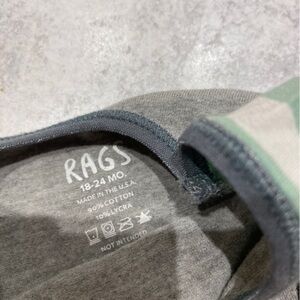 RAGS
18-24 MO.
MADE IN THE U.S.A.
90% COTTON
10% LYCRA
NOT INTENDED